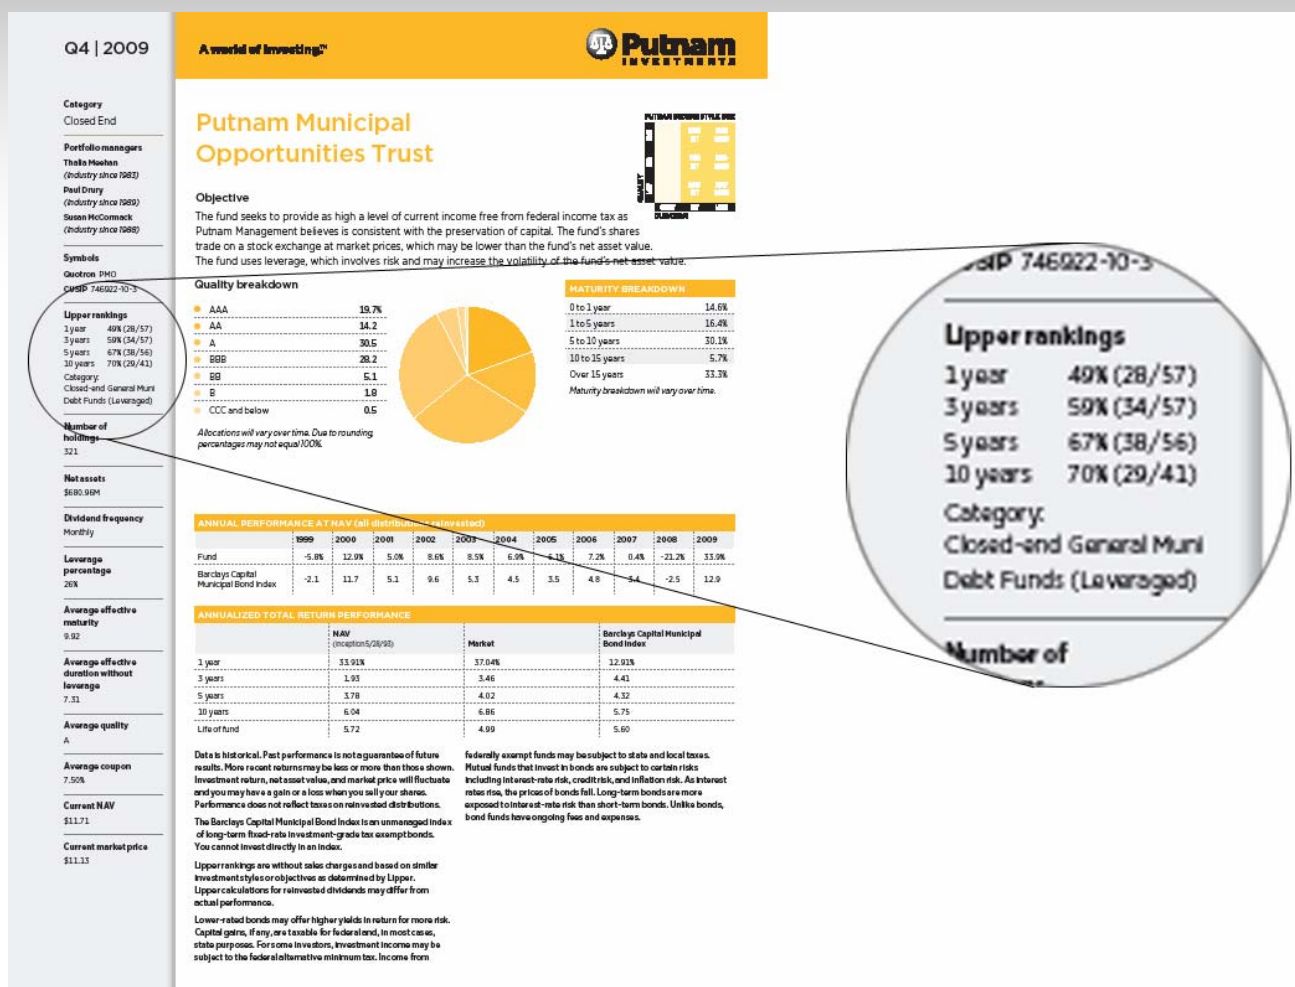 Q4 | 2009
A world of investing.™
Putnam
INVESTMENTS
Category
Closed End
Portfolio managers
Thalia Meehan
(Industry since 1983)
Paul Drury
(Industry since 1989)
Susan McCormack
(Industry since 1988)
Symbols
Quotron PMO
CUSIP 746922-10-3
Lipper rankings
1 year 49% (28/57)
3 years 59% (34/57)
5 years 67% (38/56)
10 years 70% (29/41)
Category:
Closed-end General Muni
Debt Funds (Leveraged)
Number of
holdings
321
Net assets
$680.96M
Dividend frequency
Monthly
Leverage
percentage
26%
Average effective
maturity
9.92
Average effective
duration without
leverage
7.31
Average quality
A
Average coupon
7.50%
Current NAV
$11.71
Current market price
$11.13
Putnam Municipal
Opportunities Trust
QUALITY
DURATION
Objective
The fund seeks to provide as high a level of current income free from federal income tax as
Putnam Management believes is consistent with the preservation of capital. The fund's shares
trade on a stock exchange at market prices, which may be lower than the fund's net asset value.
The fund uses leverage, which involves risk and may increase the volatility of the fund's net asset value.
Quality breakdown
AAA 19.7%
AA 14.2
A 30.5
BBB 28.2
BB 5.1
B 1.8
CCC and below 0.5
Allocations will vary over time. Due to rounding,
percentages may not equal 100%.
MATURITY BREAKDOWN
0 to 1 year 14.6%
1 to 5 years 16.4%
5 to 10 years 30.1%
10 to 15 years 5.7%
Over 15 years 33.3%
Maturity breakdown will vary over time.
ANNUAL PERFORMANCE AT NAV (all distributions reinvested)
1999 2000 2001 2002 2003 2004 2005 2006 2007 2008 2009
Fund -5.8% 12.9% 5.0% 8.6% 8.5% 6.9% 6.1% 7.2% 0.4% -21.2% 33.9%
Barclays Capital
Municipal Bond Index -2.1 11.7 5.1 9.6 5.3 4.5 3.5 4.8 3.4 -2.5 12.9
ANNUALIZED TOTAL RETURN PERFORMANCE
NAV
(inception 5/28/93) Market Barclays Capital Municipal
Bond Index
1 year 33.91% 37.04% 12.91%
3 years 1.93 3.46 4.41
5 years 3.78 4.02 4.32
10 years 6.04 6.86 5.75
Life of fund 5.72 4.99 5.60
Data is historical. Past performance is not a guarantee of future
results. More recent returns may be less or more than those shown.
Investment return, net asset value, and market price will fluctuate
and you may have a gain or a loss when you sell your shares.
Performance does not reflect taxes on reinvested distributions.
The Barclays Capital Municipal Bond Index is an unmanaged index
of long-term fixed-rate investment-grade tax exempt bonds.
You cannot invest directly in an index.
Lipper rankings are without sales charges and based on similar
investment styles or objectives as determined by Lipper.
Lipper calculations for reinvested dividends may differ from
actual performance.
Lower-rated bonds may offer higher yields in return for more risk.
Capital gains, if any, are taxable for federal and, in most cases,
state purposes. For some investors, investment income may be
subject to the federal alternative minimum tax. Income from
federally exempt funds may be subject to state and local taxes.
Mutual funds that invest in bonds are subject to certain risks
including interest-rate risk, credit risk, and inflation risk. As interest
rates rise, the prices of bonds fall. Long-term bonds are more
exposed to interest-rate risk than short-term bonds. Unlike bonds,
bond funds have ongoing fees and expenses.
CUSIP 746922-10-3
Lipper rankings
1 year 49% (28/57)
3 years 59% (34/57)
5 years 67% (38/56)
10 years 70% (29/41)
Category:
Closed-end General Muni
Debt Funds (Leveraged)
Number of